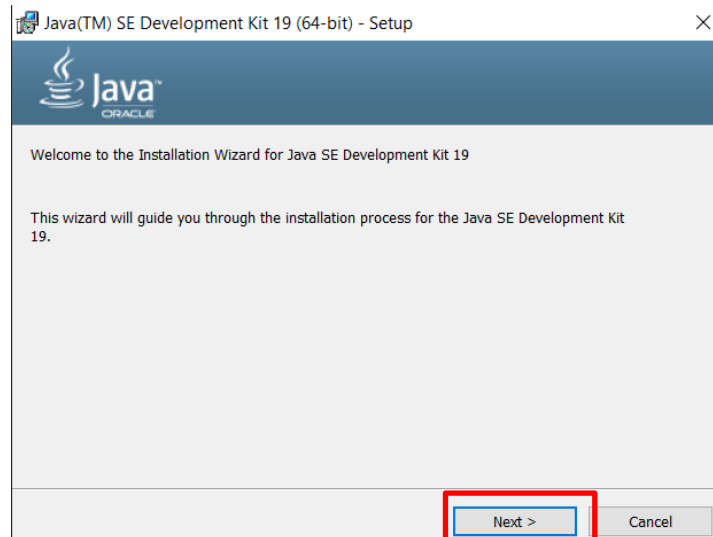 Java(TM) SE Development Kit 19 (64-bit) - Setup
Java™
ORACLE
Welcome to the Installation Wizard for Java SE Development Kit 19
This wizard will guide you through the installation process for the Java SE Development Kit
19.
Next >
Cancel